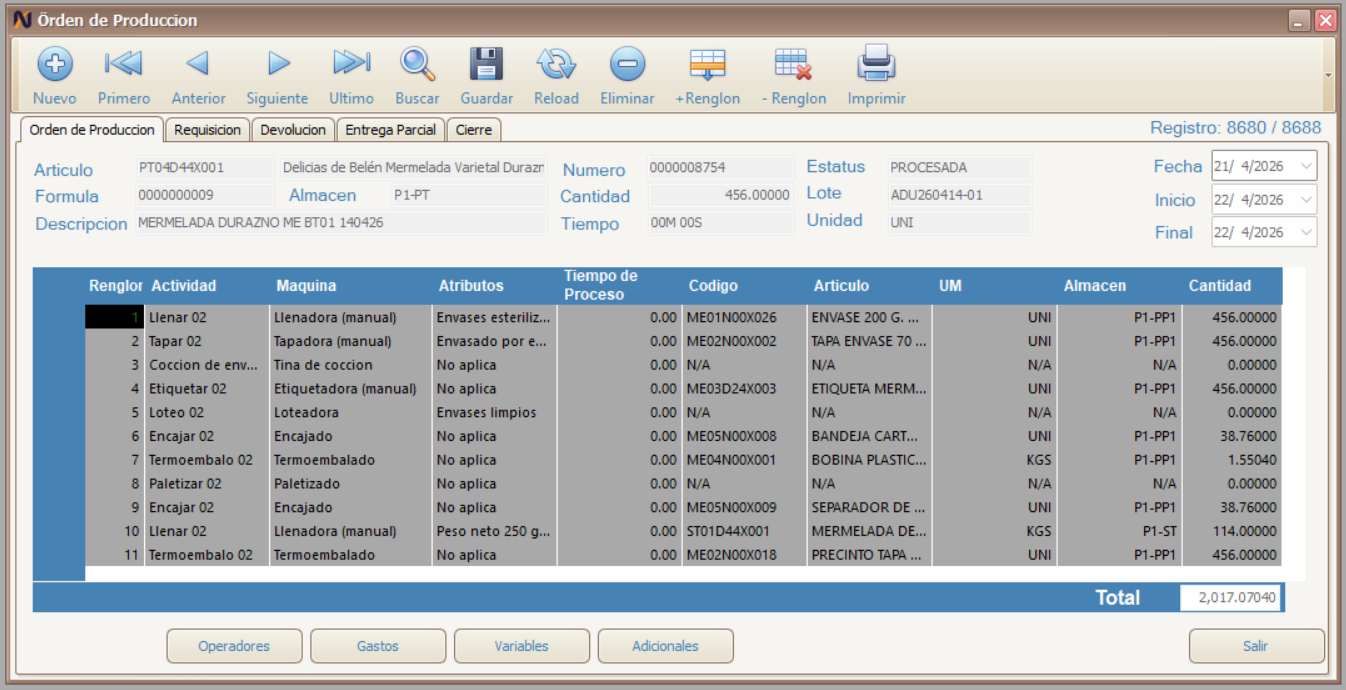 Órden de Produccion
Nuevo Primero Anterior Siguiente Ultimo Buscar Guardar Reload Eliminar +Renglon - Renglon Imprimir
Orden de Produccion Requisicion Devolucion Entrega Parcial Cierre Registro: 8680 / 8688
Articulo PT04D44X001 Delicias de Belén Mermelada Varietal Durazn Numero 0000008754 Estatus PROCESADA Fecha 21/ 4/2026
Formula 0000000009 Almacen P1-PT Cantidad 456.00000 Lote ADU260414-01 Inicio 22/ 4/2026
Descripcion MERMELADA DURAZNO ME BT01 140426 Tiempo 00M 00S Unidad UNI Final 22/ 4/2026
Renglor Actividad Maquina Atributos Tiempo de Proceso Codigo Articulo UM Almacen Cantidad
1 Llenar 02 Llenadora (manual) Envases esteriliz... 0.00 ME01N00X026 ENVASE 200 G. ... UNI P1-PP1 456.00000
2 Tapar 02 Tapadora (manual) Envasado por e... 0.00 ME02N00X002 TAPA ENVASE 70 ... UNI P1-PP1 456.00000
3 Coccion de env... Tina de coccion No aplica 0.00 N/A N/A N/A N/A 0.00000
4 Etiquetar 02 Etiquetadora (manual) No aplica 0.00 ME03D24X003 ETIQUETA MERM... UNI P1-PP1 456.00000
5 Loteo 02 Loteadora Envases limpios 0.00 N/A N/A N/A N/A 0.00000
6 Encajar 02 Encajado No aplica 0.00 ME05N00X008 BANDEJA CART... UNI P1-PP1 38.76000
7 Termoembalo 02 Termoembalado No aplica 0.00 ME04N00X001 BOBINA PLASTIC... KGS P1-PP1 1.55040
8 Paletizar 02 Paletizado No aplica 0.00 N/A N/A N/A N/A 0.00000
9 Encajar 02 Encajado No aplica 0.00 ME05N00X009 SEPARADOR DE ... UNI P1-PP1 38.76000
10 Llenar 02 Llenadora (manual) Peso neto 250 g... 0.00 ST01D44X001 MERMELADA DE... KGS P1-ST 114.00000
11 Termoembalo 02 Termoembalado No aplica 0.00 ME02N00X018 PRECINTO TAPA ... UNI P1-PP1 456.00000
Total 2,017.07040
Operadores Gastos Variables Adicionales Salir